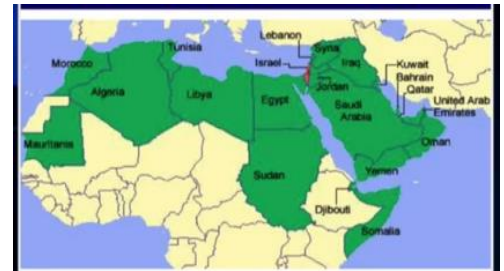 Lebanon
Tunisia
Syria
Morocco
Israel
Iraq
Kuwait
Bahrain
Jordan
Qatar
Algeria
Libya
Egypt
Saudi
Arabia
United Arab
Emirates
Mauritania
Oman
Yemen
Sudan
Djibouti
Somalia